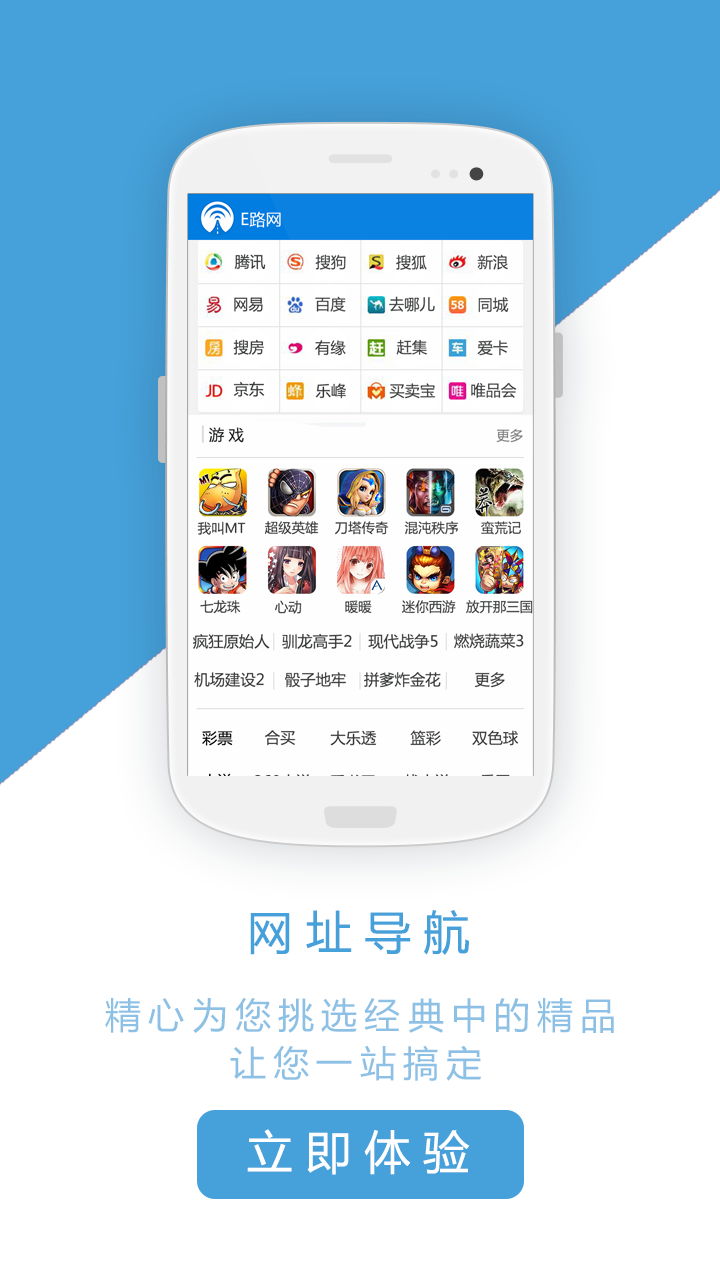 E路网
腾讯 搜狗 搜狐 新浪
网易 百度 去哪儿 58 同城
房 搜房 有缘 赶 赶集 车 爱卡
JD 京东 蜂 乐峰 买卖宝 唯 唯品会
游戏 更多
我叫MT 超级英雄 刀塔传奇 混沌秩序 蛮荒记
七龙珠 心动 暖暖 迷你西游 放开那三国
疯狂原始人 驯龙高手2 现代战争5 燃烧蔬菜3
机场建设2 骰子地牢 拼爹炸金花 更多
彩票 合买 大乐透 篮彩 双色球
网址导航
精心为您挑选经典中的精品
让您一站搞定
立即体验